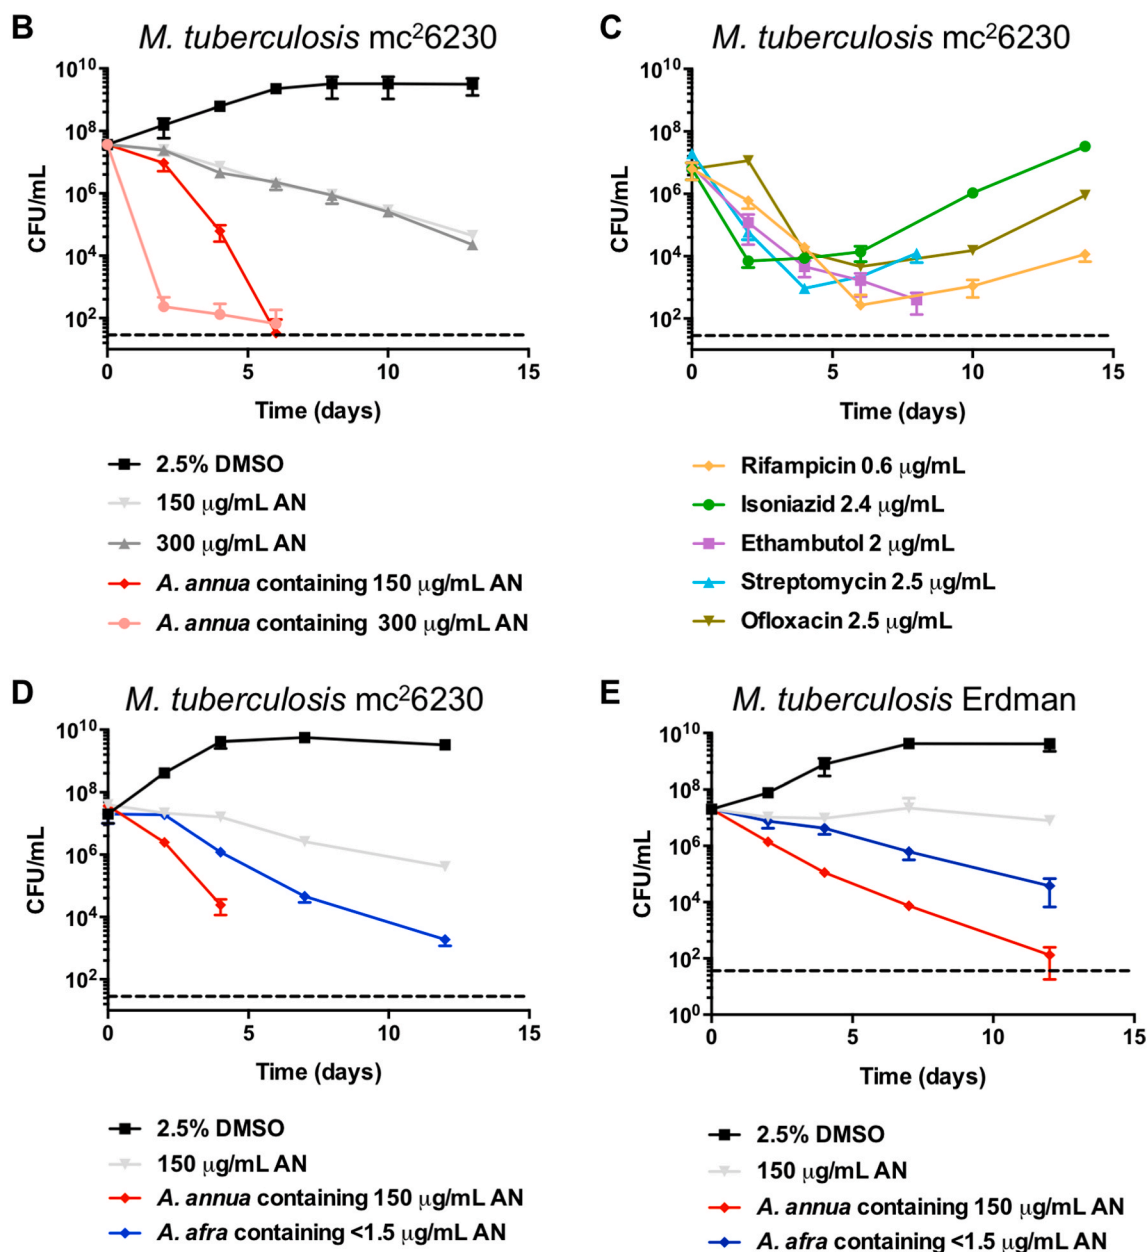 B
M. tuberculosis mc²6230
CFU/mL
10¹⁰
10⁸
10⁶
10⁴
10²
0 5 10 15
Time (days)
2.5% DMSO
150 μg/mL AN
300 μg/mL AN
A. annua containing 150 μg/mL AN
A. annua containing 300 μg/mL AN
C
M. tuberculosis mc²6230
CFU/mL
10¹⁰
10⁸
10⁶
10⁴
10²
0 5 10 15
Time (days)
Rifampicin 0.6 μg/mL
Isoniazid 2.4 μg/mL
Ethambutol 2 μg/mL
Streptomycin 2.5 μg/mL
Ofloxacin 2.5 μg/mL
D
M. tuberculosis mc²6230
CFU/mL
10¹⁰
10⁸
10⁶
10⁴
10²
0 5 10 15
Time (days)
2.5% DMSO
150 μg/mL AN
A. annua containing 150 μg/mL AN
A. afra containing <1.5 μg/mL AN
E
M. tuberculosis Erdman
CFU/mL
10¹⁰
10⁸
10⁶
10⁴
10²
10⁰
0 5 10 15
Time (days)
2.5% DMSO
150 μg/mL AN
A. annua containing 150 μg/mL AN
A. afra containing <1.5 μg/mL AN